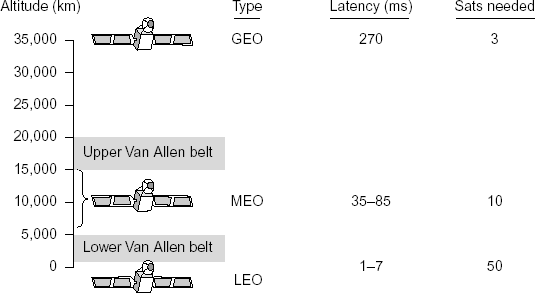 Altitude (km) Type Latency (ms) Sats needed
35,000 GEO 270 3
30,000
25,000
20,000
Upper Van Allen belt
15,000
10,000 MEO 35–85 10
5,000
Lower Van Allen belt
0 1–7 50
LEO